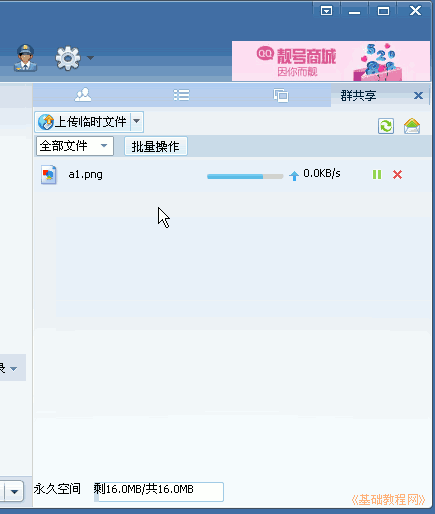 QQ 靓号商城
因你而靓
群共享
上传临时文件
全部文件
批量操作
a1.png
0.0KB/s
录
永久空间
剩16.0MB/共16.0MB
《基础教程网》